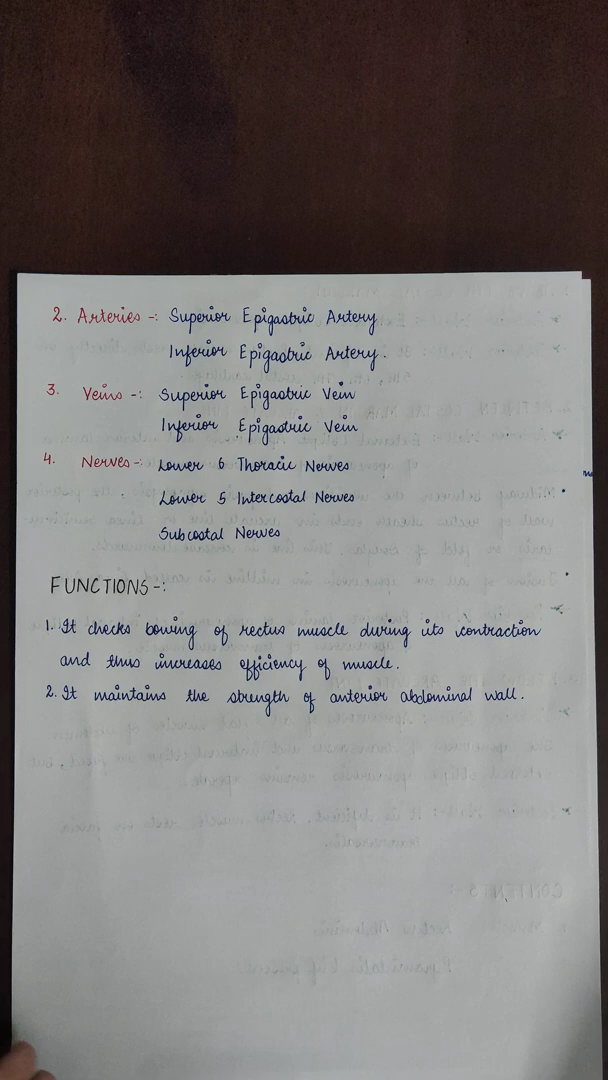 2. Arteries -: Superior Epigastric Artery
Inferior Epigastric Artery.
3. Veins -: Superior Epigastric Vein
Inferior Epigastric Vein
4. Nerves -: Lower 6 Thoracic Nerves
Lower 5 Intercostal Nerves
Subcostal Nerves
FUNCTIONS -:
1. It checks bowing of rectus muscle during its contraction
and thus increases efficiency of muscle.
2. It maintains the strength of anterior abdominal wall.